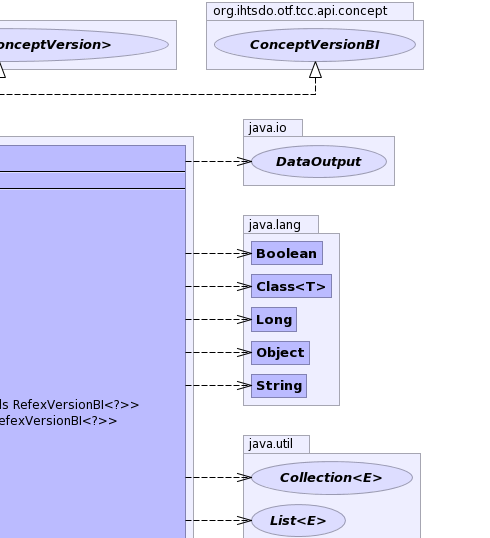 org.ihtsdo.otf.tcc.api.concept
onceptVersion>
ConceptVersionBI
java.io
DataOutput
java.lang
Boolean
Class<T>
Long
Object
String
ls RefexVersionBI<?>>
efexVersionBI<?>>
java.util
Collection<E>
List<E>